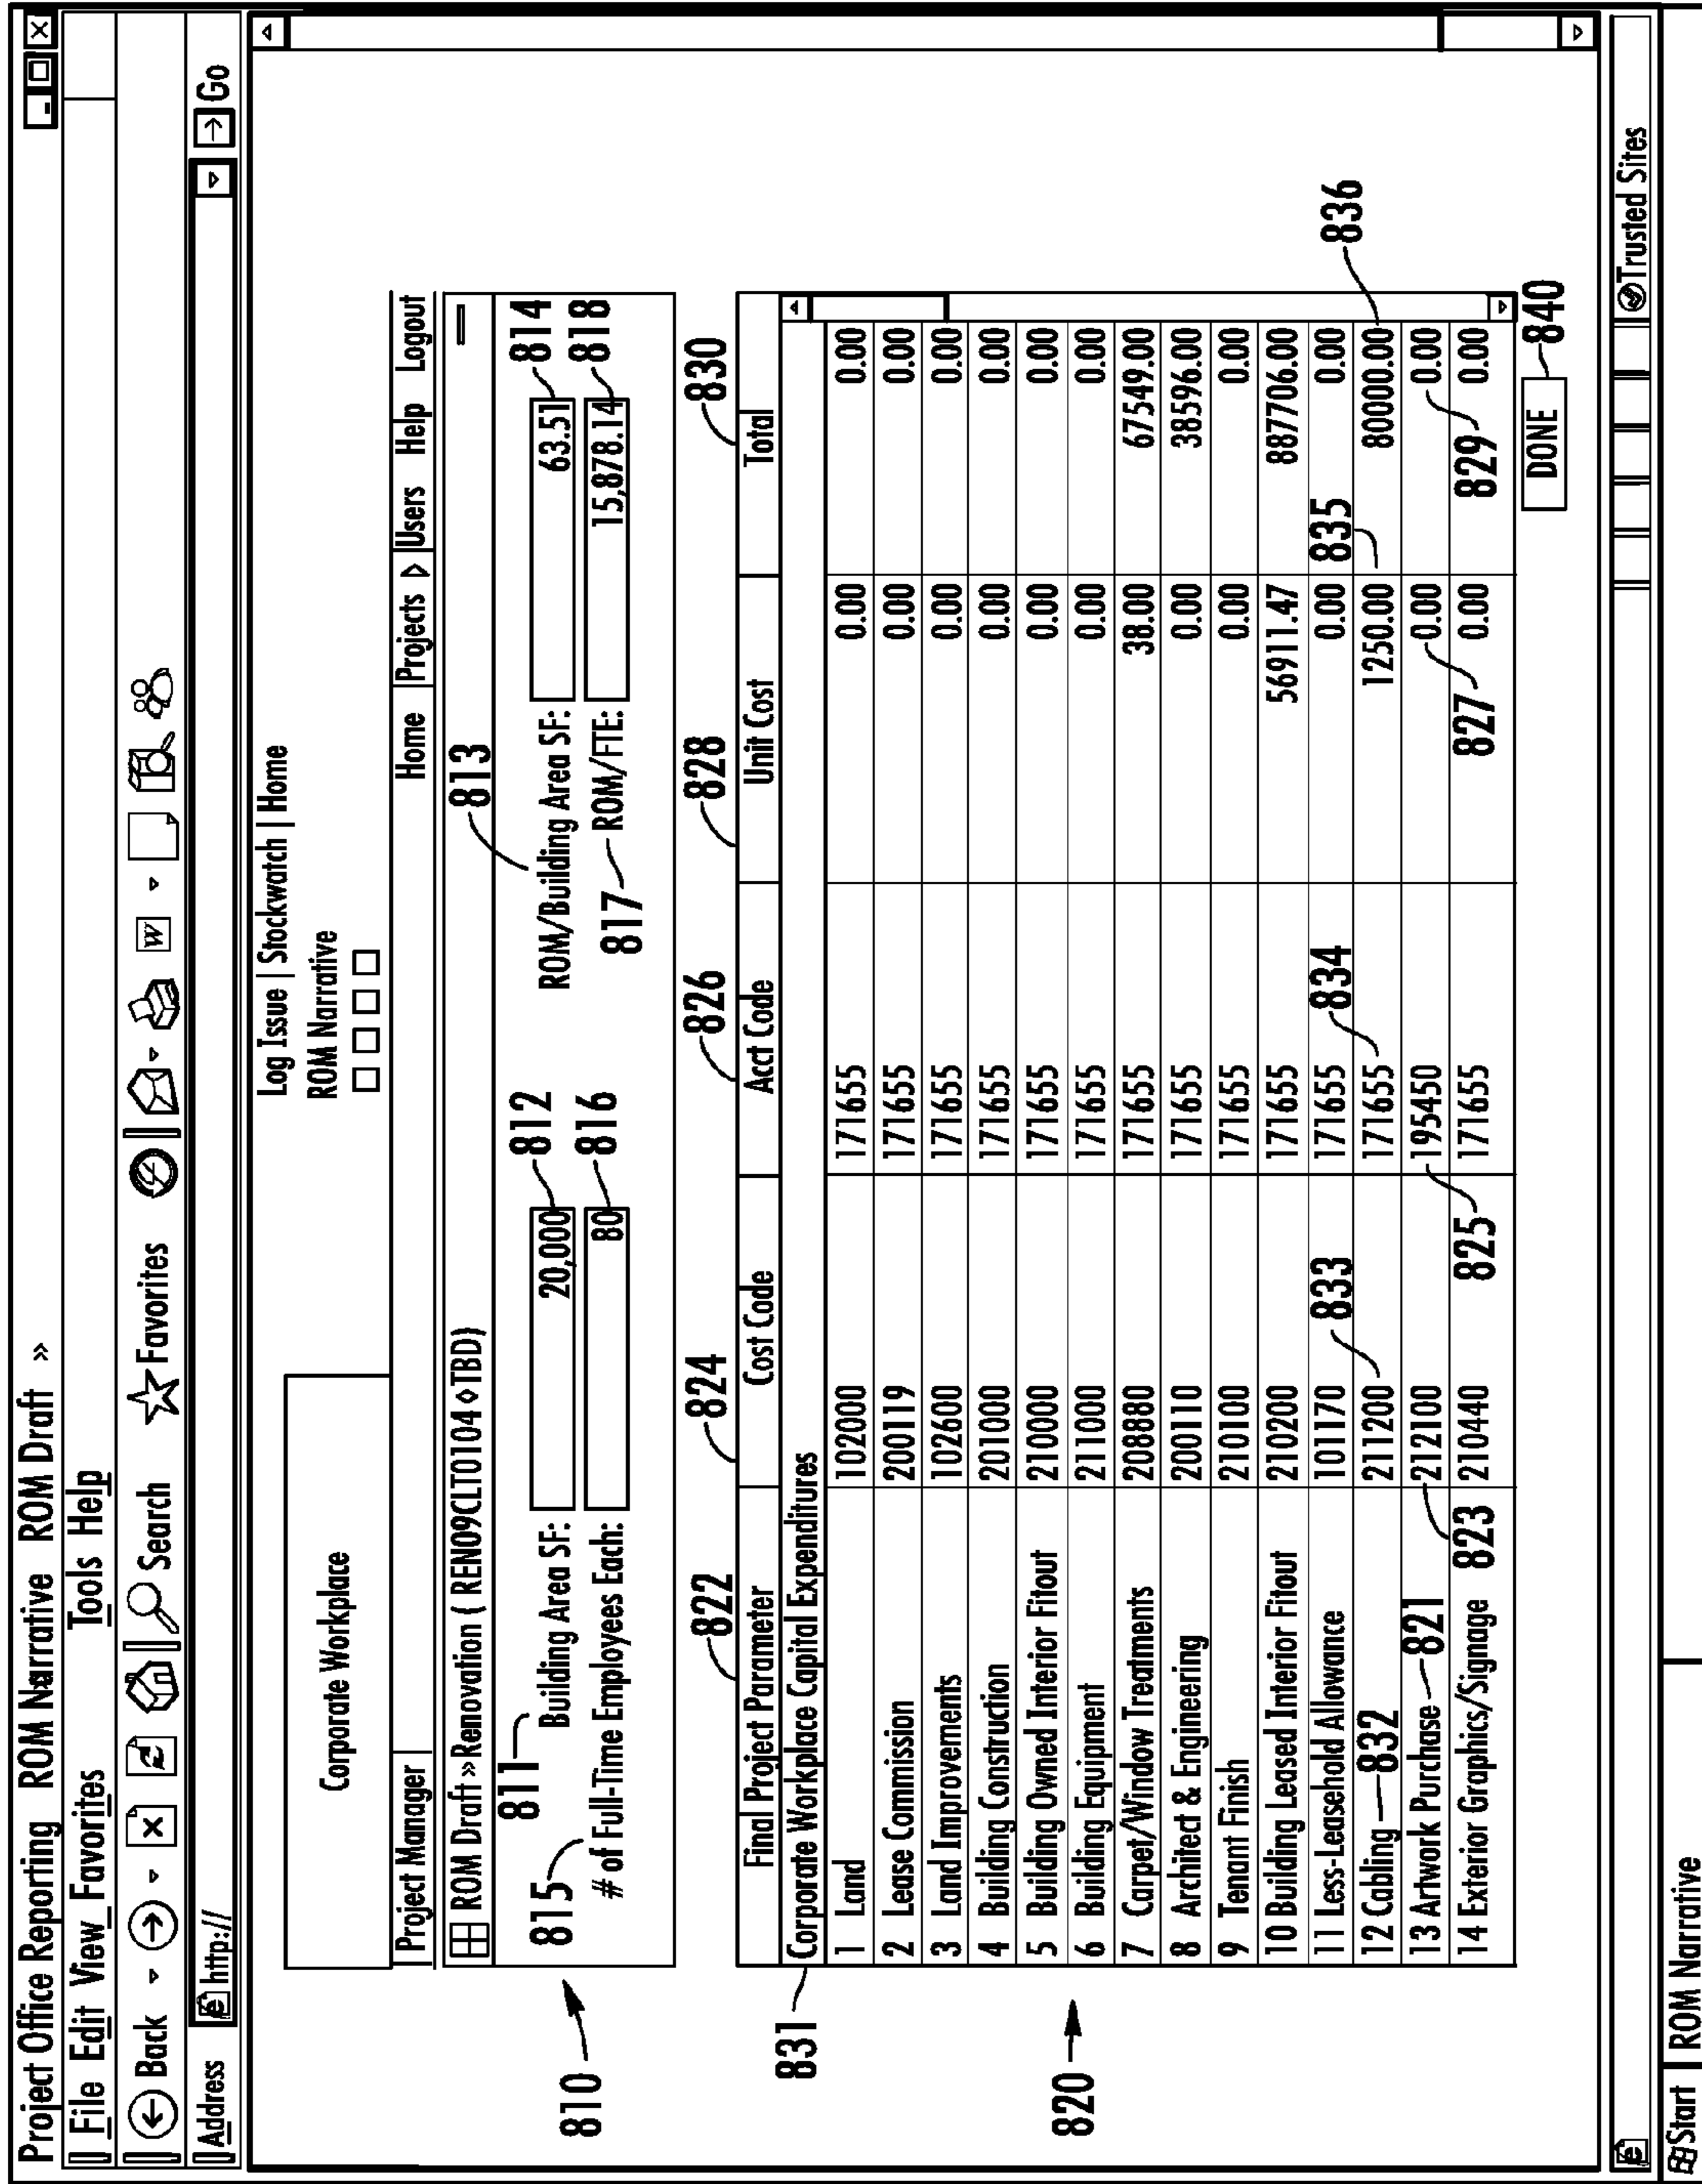 Project Office Reporting ROM Narrative ROM Draft »
File Edit View Favorites Tools Help
Back Search Favorites W
Address http:// Go
Log Issue | Stockwatch | Home
ROM Narrative
Corporate Workplace
Project Manager Home Projects Users Help Logout
ROM Draft »Renovation ( REN09CLT0104 ◊ TBD)
813
811 812 814
Building Area SF: 20,000 ROM/Building Area SF: 63.51
815 816 817 818
# of Full-Time Employees Each: 80 ROM/FTE: 15,878.14
810
822 824 826 828 830
Final Project Parameter Cost Code Acct Code Unit Cost Total
831 Corporate Workplace Capital Expenditures
1 Land 102000 171655 0.00 0.00
2 Lease Commission 200119 171655 0.00 0.00
3 Land Improvements 102600 171655 0.00 0.00
4 Building Construction 201000 171655 0.00 0.00
5 Building Owned Interior Fitout 210000 171655 0.00 0.00
820
6 Building Equipment 211000 171655 0.00 0.00
7 Carpet/Window Treatments 208880 171655 38.00 67549.00
8 Architect & Engineering 200110 171655 0.00 38596.00
9 Tenant Finish 210100 171655 0.00 0.00
10 Building Leased Interior Fitout 210200 171655 56911.47 887706.00
11 Less-Leasehold Allowance 101170 833 171655 834 0.00 835 0.00 836
12 Cabling 832 211200 171655 1250.00 80000.00
13 Artwork Purchase 821 212100 195450 0.00 0.00
14 Exterior Graphics/Signage 823 210440 825 171655 827 0.00 829 0.00
DONE 840
Trusted Sites
Start ROM Narrative